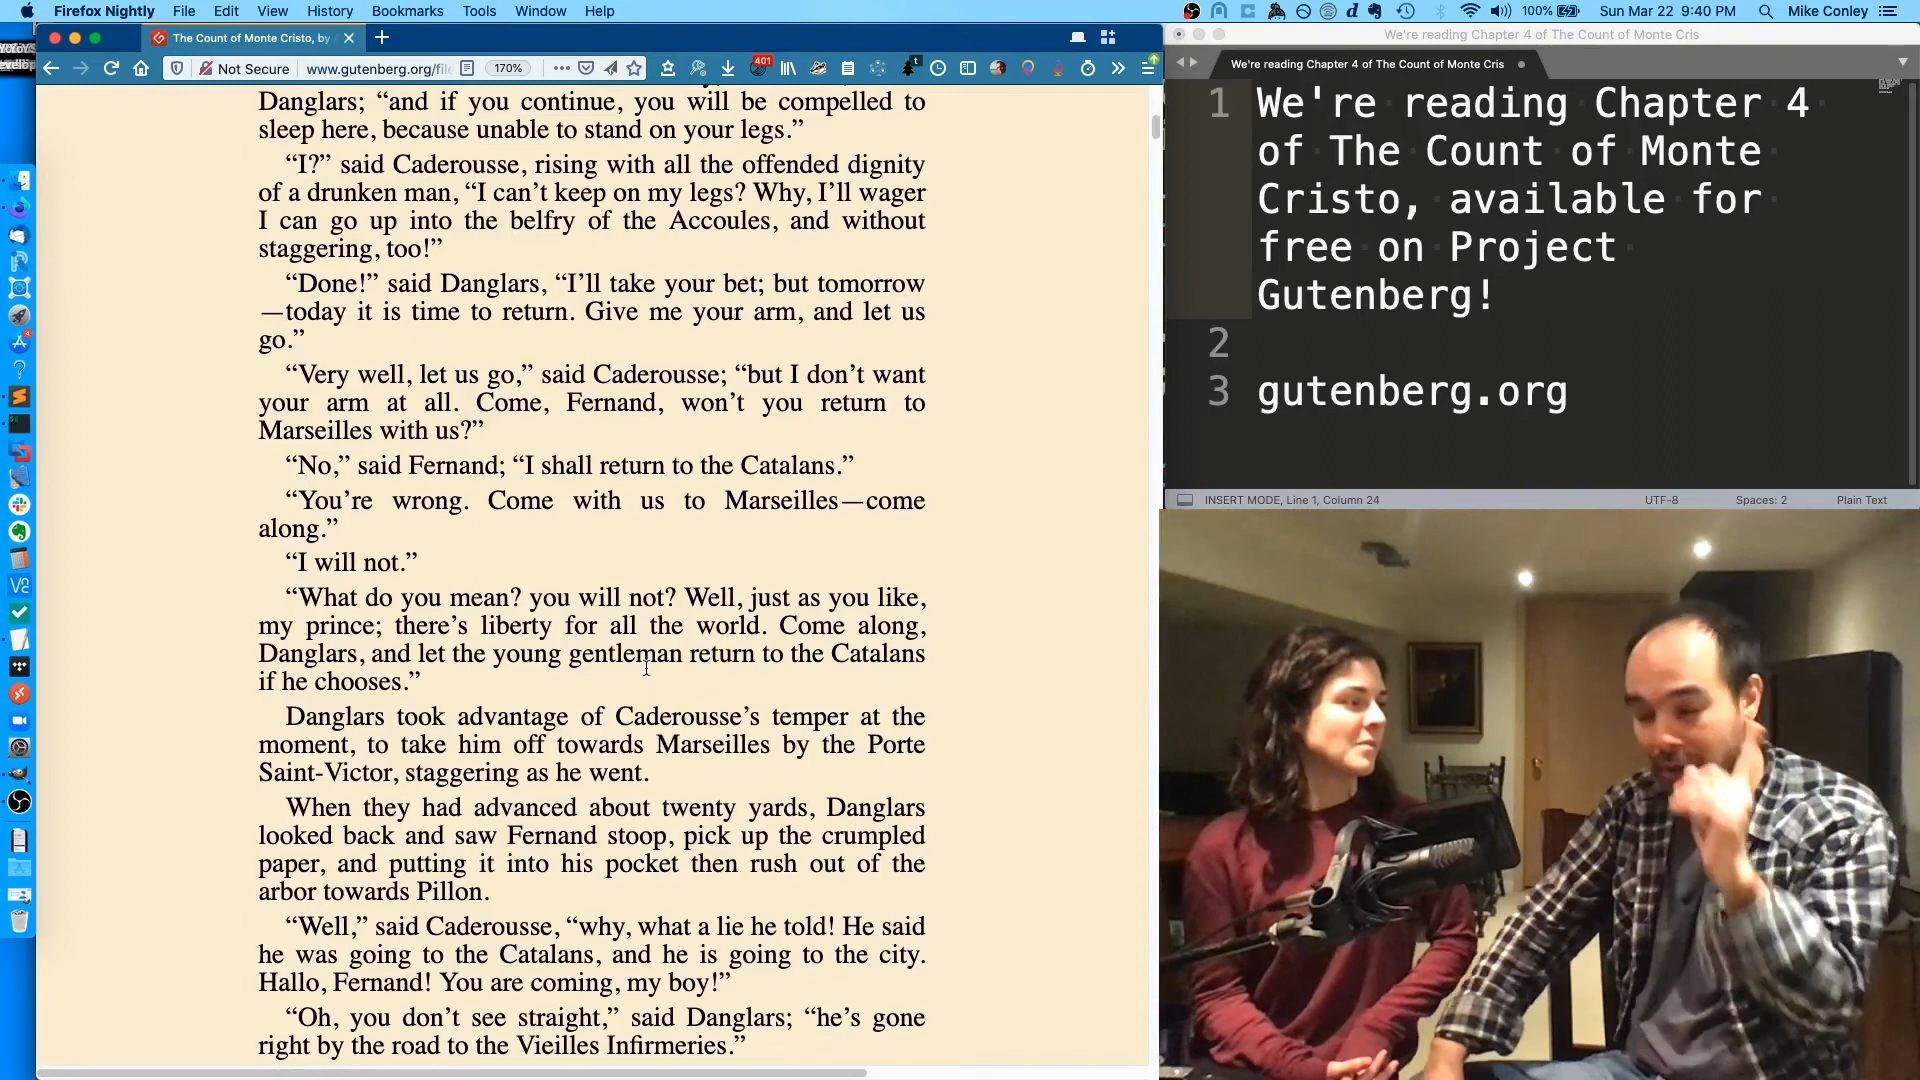 Firefox Nightly File Edit View History Bookmarks Tools Window Help
100% Sun Mar 22 9:40 PM Mike Conley
The Count of Monte Cristo, by
Not Secure www.gutenberg.org/file 170% 401
Danglars; “and if you continue, you will be compelled to
sleep here, because unable to stand on your legs.”
“I?” said Caderousse, rising with all the offended dignity
of a drunken man, “I can’t keep on my legs? Why, I’ll wager
I can go up into the belfry of the Accoules, and without
staggering, too!”
“Done!” said Danglars, “I’ll take your bet; but tomorrow
—today it is time to return. Give me your arm, and let us
go.”
“Very well, let us go,” said Caderousse; “but I don’t want
your arm at all. Come, Fernand, won’t you return to
Marseilles with us?”
“No,” said Fernand; “I shall return to the Catalans.”
“You’re wrong. Come with us to Marseilles—come
along.”
“I will not.”
“What do you mean? you will not? Well, just as you like,
my prince; there’s liberty for all the world. Come along,
Danglars, and let the young gentleman return to the Catalans
if he chooses.”
Danglars took advantage of Caderousse’s temper at the
moment, to take him off towards Marseilles by the Porte
Saint-Victor, staggering as he went.
When they had advanced about twenty yards, Danglars
looked back and saw Fernand stoop, pick up the crumpled
paper, and putting it into his pocket then rush out of the
arbor towards Pillon.
“Well,” said Caderousse, “why, what a lie he told! He said
he was going to the Catalans, and he is going to the city.
Hallo, Fernand! You are coming, my boy!”
“Oh, you don’t see straight,” said Danglars; “he’s gone
right by the road to the Vieilles Infirmeries.”
We're reading Chapter 4 of The Count of Monte Cris
We're reading Chapter 4 of The Count of Monte Cris
1 We're reading Chapter 4
of The Count of Monte
Cristo, available for
free on Project
Gutenberg!
2
3 gutenberg.org
INSERT MODE, Line 1, Column 24 UTF-8 Spaces: 2 Plain Text